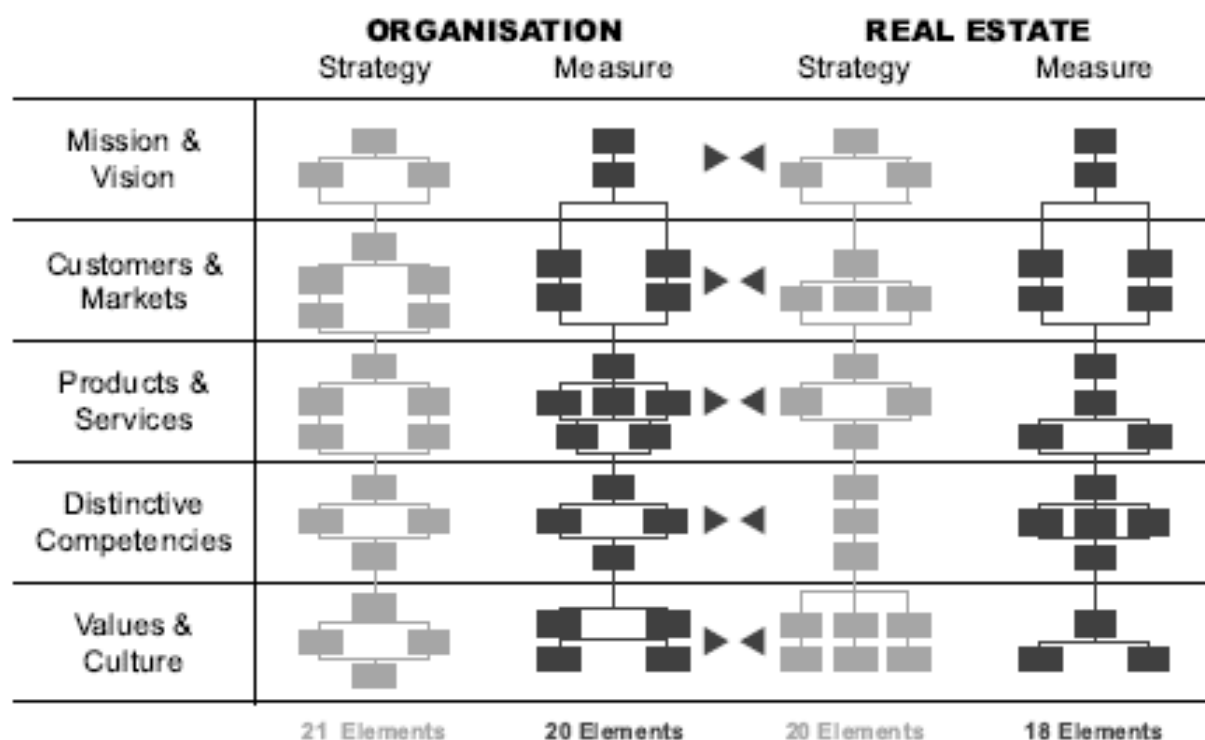 ORGANISATION REAL ESTATE
Strategy Measure Strategy Measure
Mission &
Vision
Customers &
Markets
Products &
Services
Distinctive
Competencies
Values &
Culture
21 Elements 20 Elements 20 Elements 18 Elements